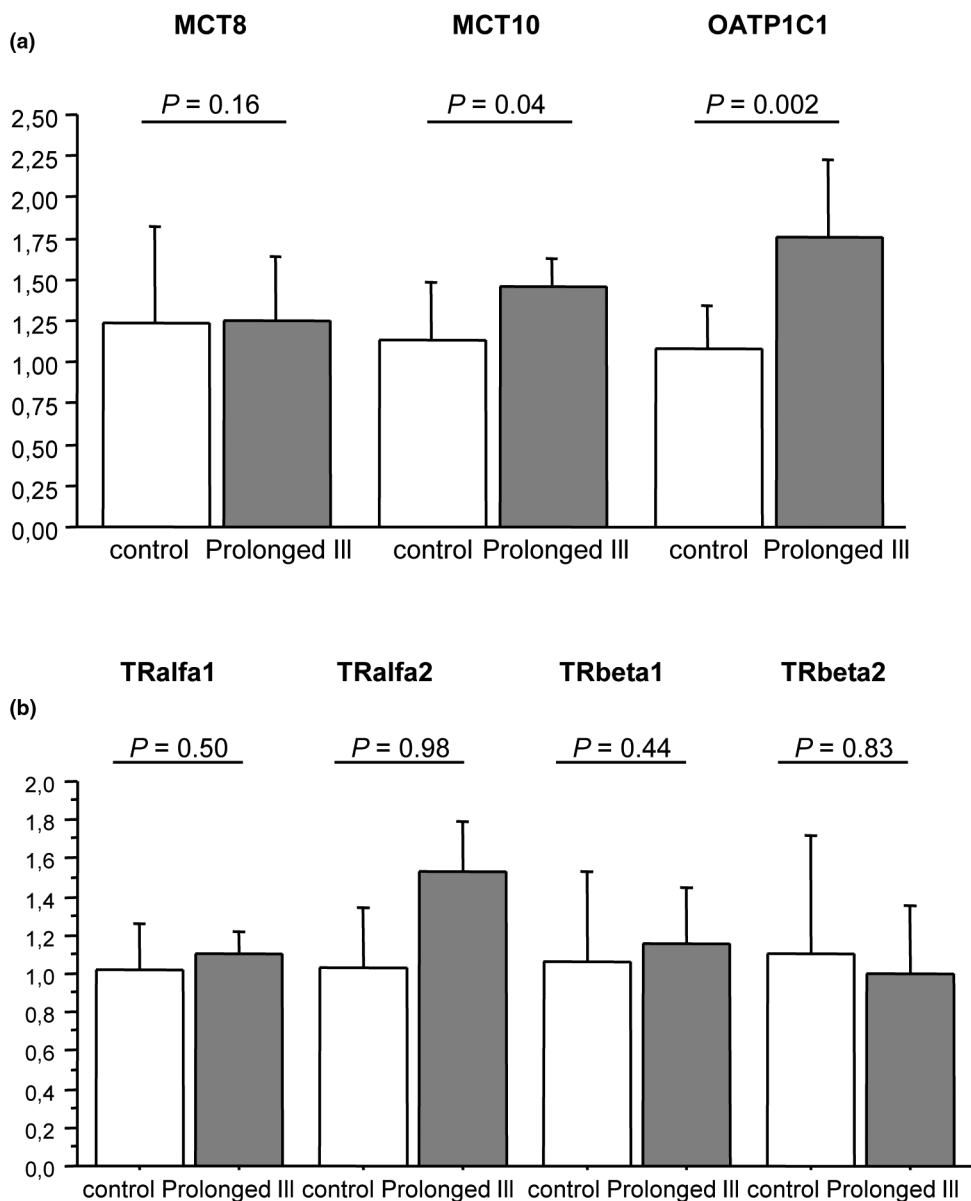 MCT8 MCT10 OATP1C1
(a)
P = 0.16 P = 0.04 P = 0.002
2,50
2,25
2,00
1,75
1,50
1,25
1,00
0,75
0,50
0,25
0,00
control Prolonged Ill control Prolonged Ill control Prolonged Ill
TRalfa1 TRalfa2 TRbeta1 TRbeta2
(b)
P = 0.50 P = 0.98 P = 0.44 P = 0.83
2,0
1,8
1,6
1,4
1,2
1,0
0,8
0,6
0,4
0,2
0,0
control Prolonged Ill control Prolonged Ill control Prolonged Ill control Prolonged Ill